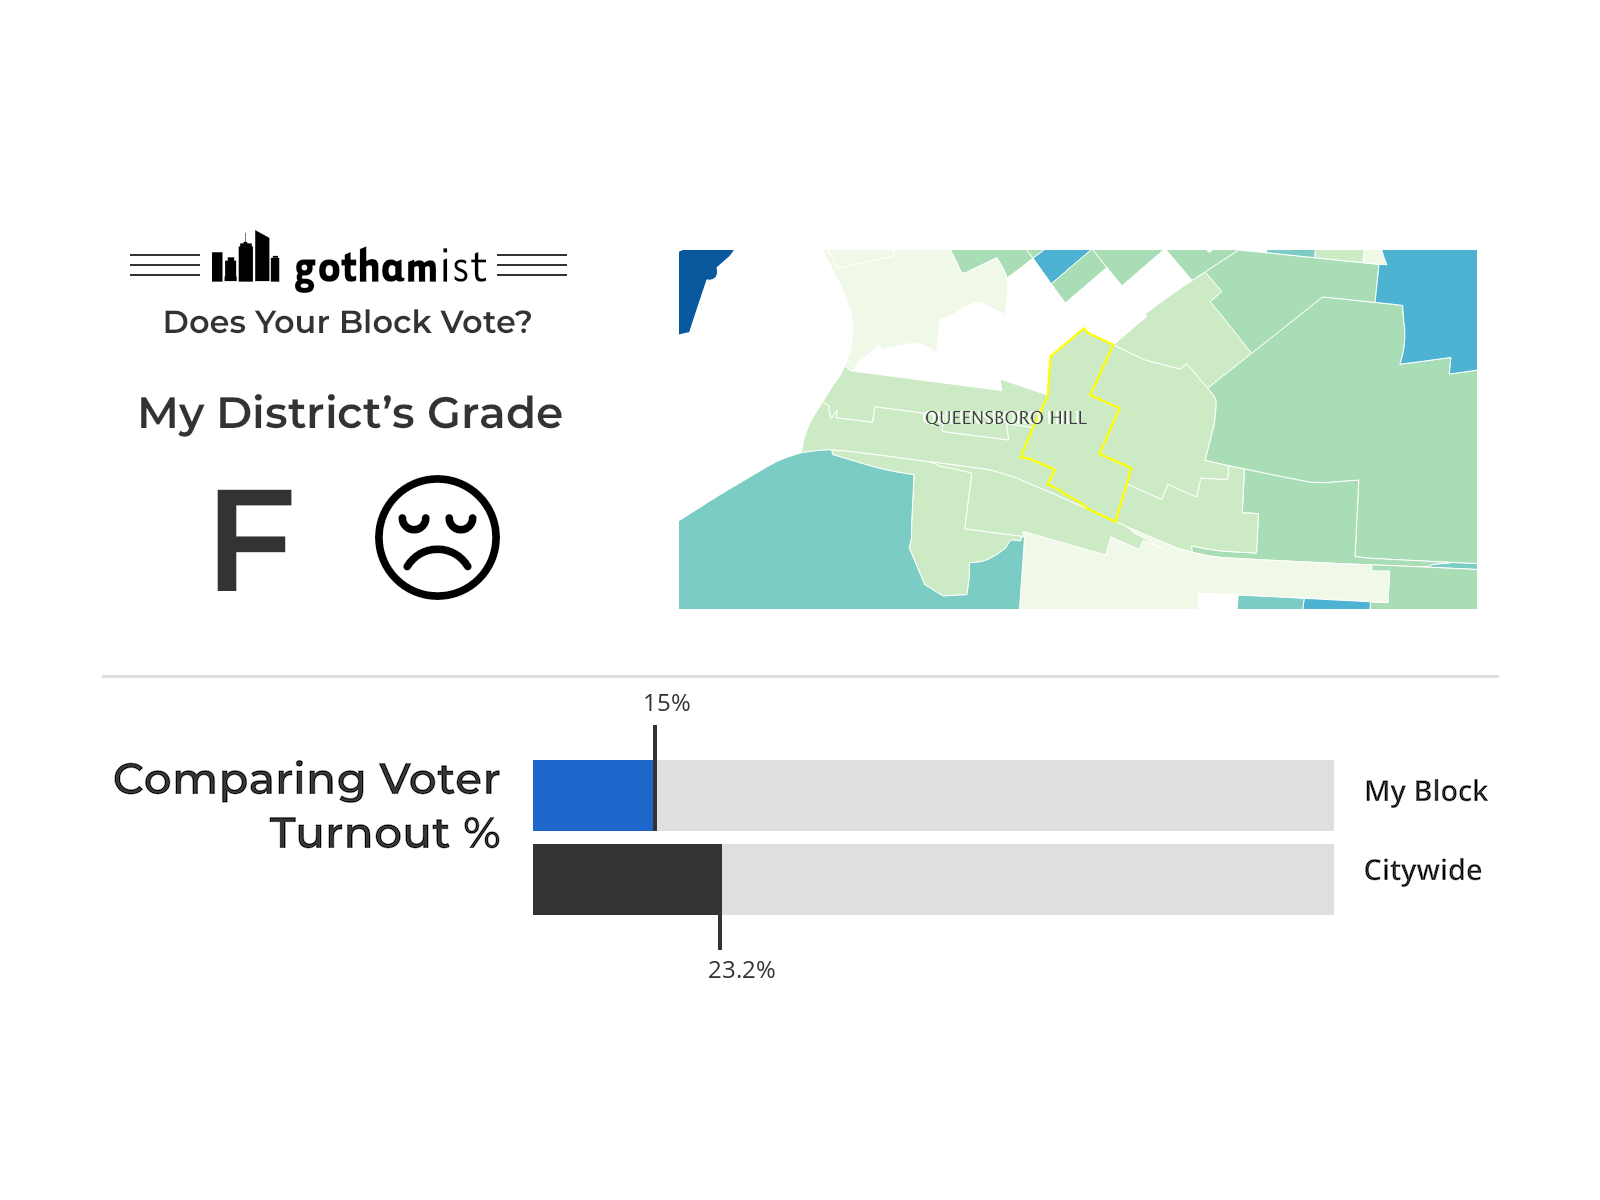 gothamist
Does Your Block Vote?
My District’s Grade
F
QUEENSBORO HILL
15%
Comparing Voter
Turnout %
My Block
Citywide
23.2%